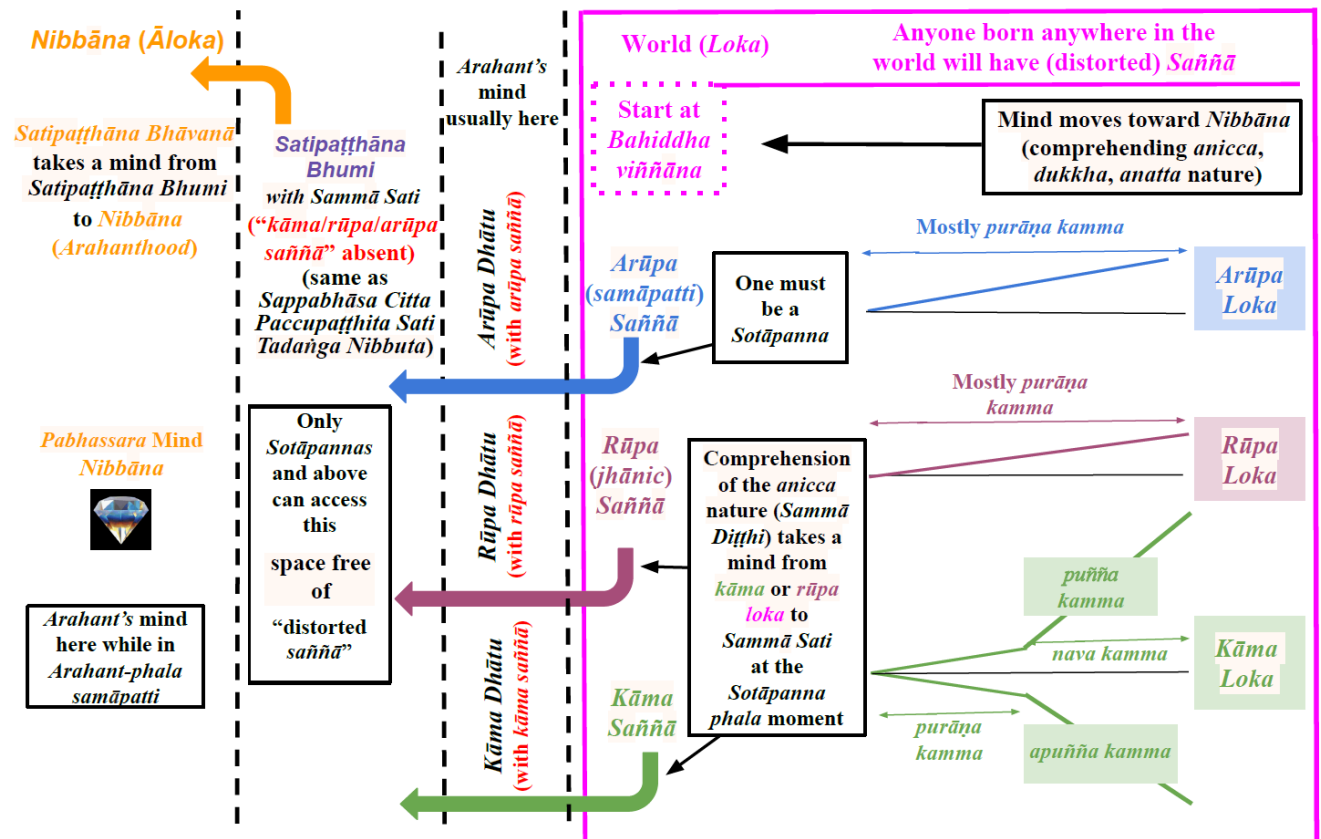 Nibbāna (Āloka)
Satipaṭṭhāna Bhāvanā
takes a mind from
Satipaṭṭhāna Bhumi
to Nibbāna
(Arahanthood)
Pabhassara Mind
Nibbāna
Arahant's mind
here while in
Arahant-phala
samāpatti
Satipaṭṭhāna
Bhumi
with Sammā Sati
(“kāma/rūpa/arūpa
saññā” absent)
(same as
Sappabhāsa Citta
Paccupaṭṭhita Sati
Tadaṅga Nibbuta)
Only
Sotāpannas
and above
can access
this
space free
of
“distorted
saññā”
Arahant's
mind
usually here
Arūpa Dhātu
(with arūpa saññā)
Rūpa Dhātu
(with rūpa saññā)
Kāma Dhātu
(with kāma saññā)
World (Loka)
Anyone born anywhere in the
world will have (distorted) Saññā
Start at
Bahiddha
viññāna
Mind moves toward Nibbāna
(comprehending anicca,
dukkha, anatta nature)
Arūpa
(samāpatti)
Saññā
One must
be a
Sotāpanna
Mostly purāṇa kamma
Arūpa
Loka
Rūpa
(jhānic)
Saññā
Comprehension
of the anicca
nature (Sammā
Diṭṭhi) takes a
mind from
kāma or rūpa
loka to
Sammā Sati
at the
Sotāpanna
phala moment
Mostly purāṇa
kamma
Rūpa
Loka
Kāma
Saññā
puñña
kamma
nava kamma
Kāma
Loka
purāṇa
kamma
apuñña kamma